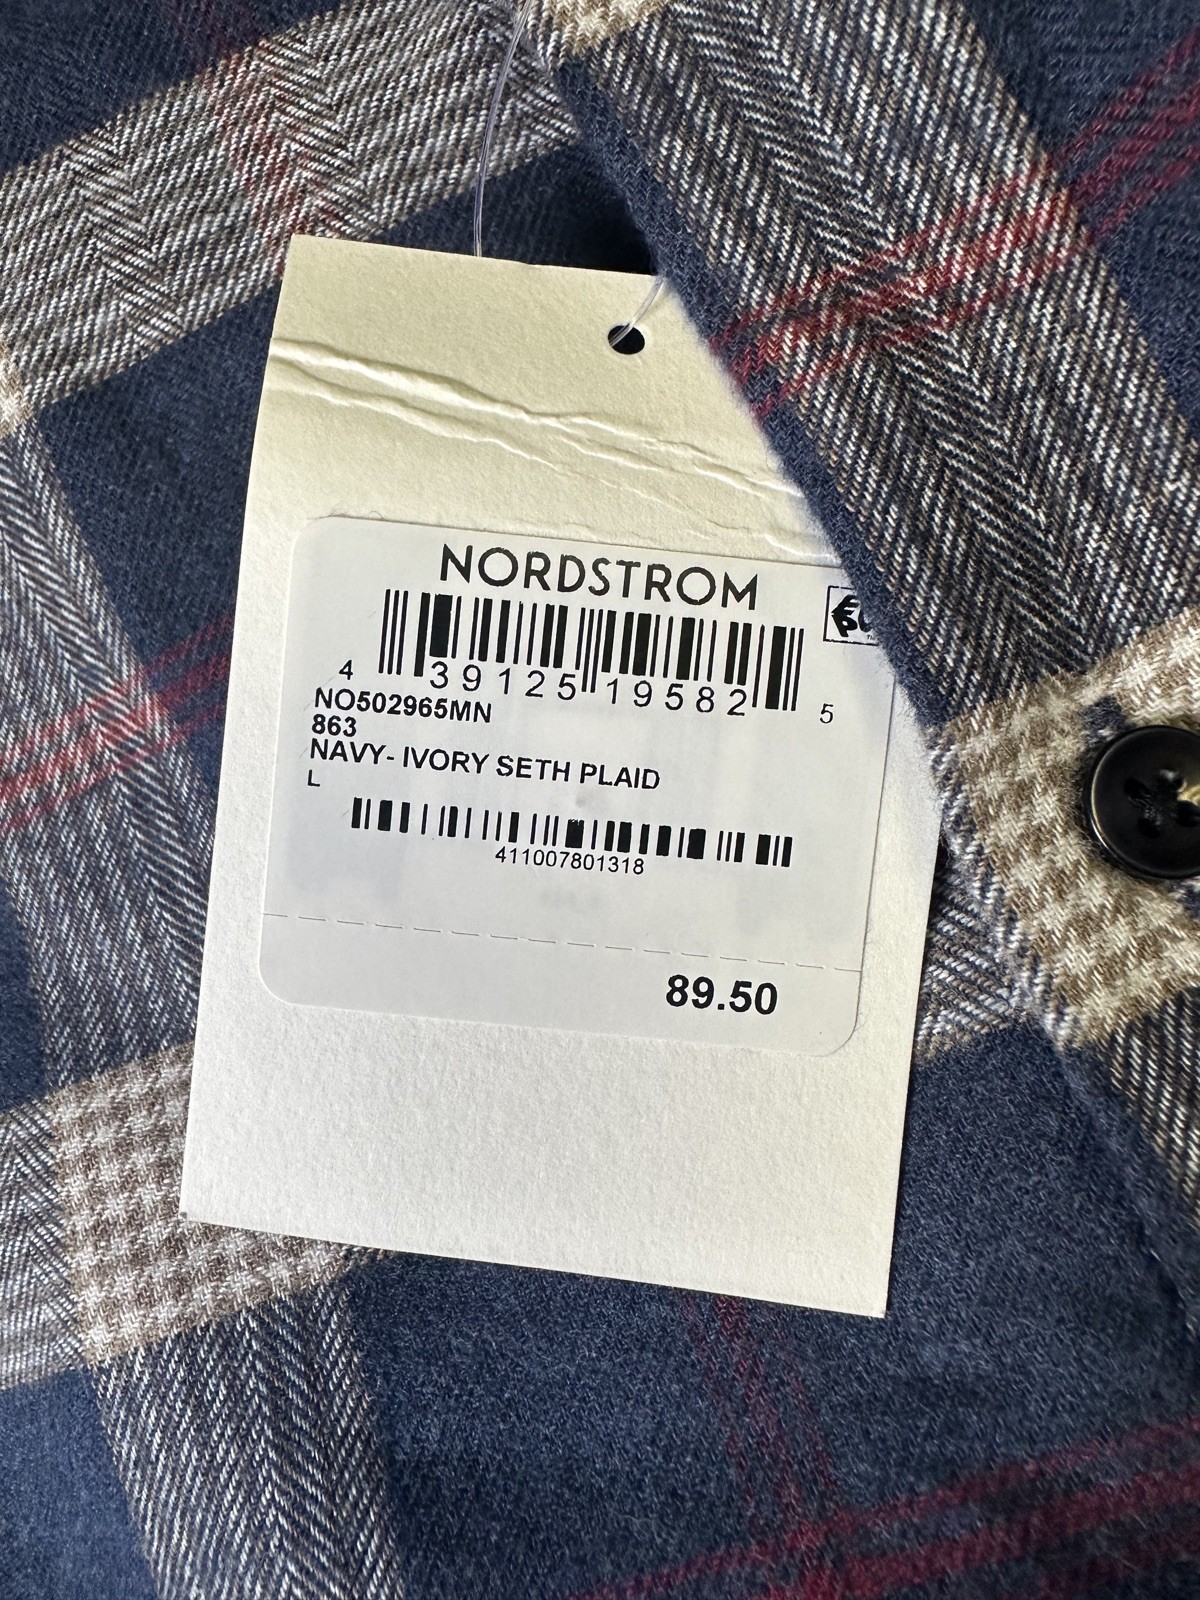 NORDSTROM
4 39125 19582 5
NO502965MN
863
NAVY- IVORY SETH PLAID
L
411007801318
89.50